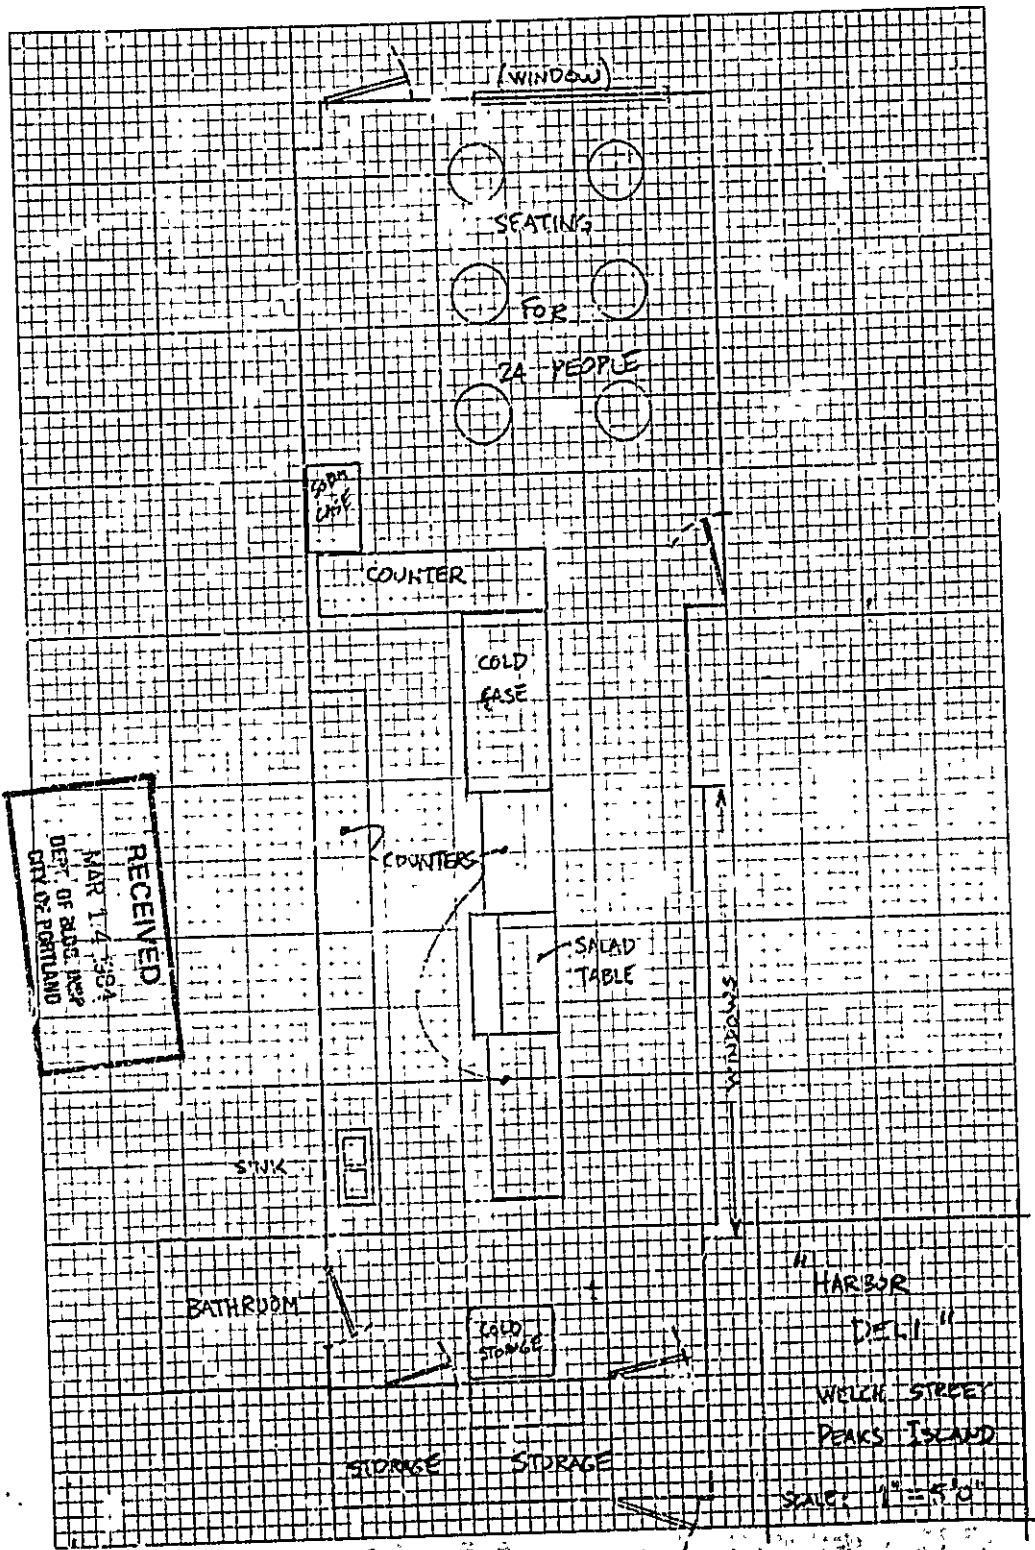 (WINDOW)
SEATING
FOR
24 PEOPLE
SODA
CASE
COUNTER
COLD
CASE
COUNTERS
SALAD
TABLE
WINDOWS
RECEIVED
MAR 14 1984
DEPT. OF BLDG. INSP
CITY OF PORTLAND
SINK
BATHROOM
COLD
STORAGE
STORAGE STORAGE
"HARBOR
DELI"
WELCH STREET
PEAKS ISLAND
SCALE: 1" = 5'0"